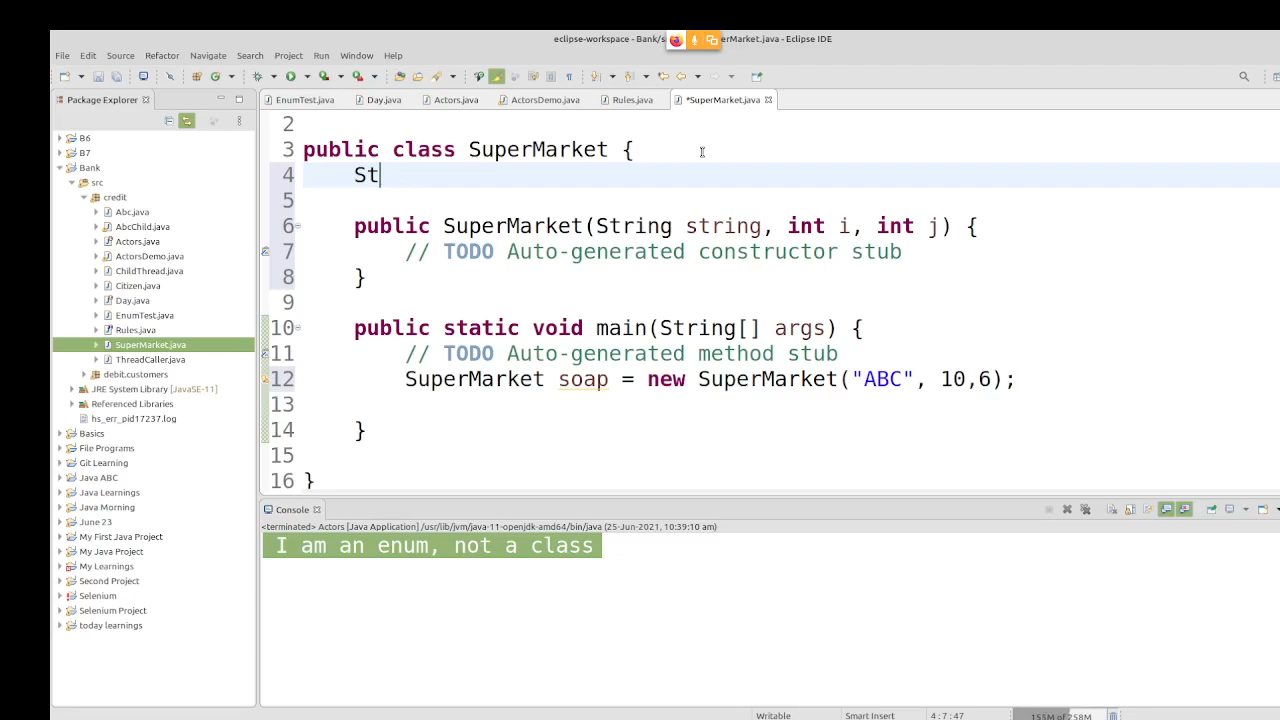 eclipse-workspace - Bank/s erMarket.java - Eclipse IDE
File Edit Source Refactor Navigate Search Project Run Window Help
Package Explorer
B6
B7
Bank
src
credit
Abc.java
AbcChild.java
Actors.java
ActorsDemo.java
ChildThread.java
Citizen.java
Day.java
EnumTest.java
Rules.java
SuperMarket.java
ThreadCaller.java
debit.customers
JRE System Library [JavaSE-11]
Referenced Libraries
hs_err_pid17237.log
Basics
File Programs
Git Learning
Java ABC
Java Learnings
Java Morning
June 23
My First Java Project
My Java Project
My Learnings
Second Project
Selenium
Selenium Project
today learnings
EnumTest.java Day.java Actors.java ActorsDemo.java Rules.java *SuperMarket.java
2
3 public class SuperMarket {
4 St
5
6 public SuperMarket(String string, int i, int j) {
7 // TODO Auto-generated constructor stub
8 }
9
10 public static void main(String[] args) {
11 // TODO Auto-generated method stub
12 SuperMarket soap = new SuperMarket("ABC", 10,6);
13
14 }
15
16 }
Console
<terminated> Actors [Java Application] /usr/lib/jvm/java-11-openjdk-amd64/bin/java (25-Jun-2021, 10:39:10 am)
I am an enum, not a class
Writable Smart Insert 4:7:47 155M of 258M